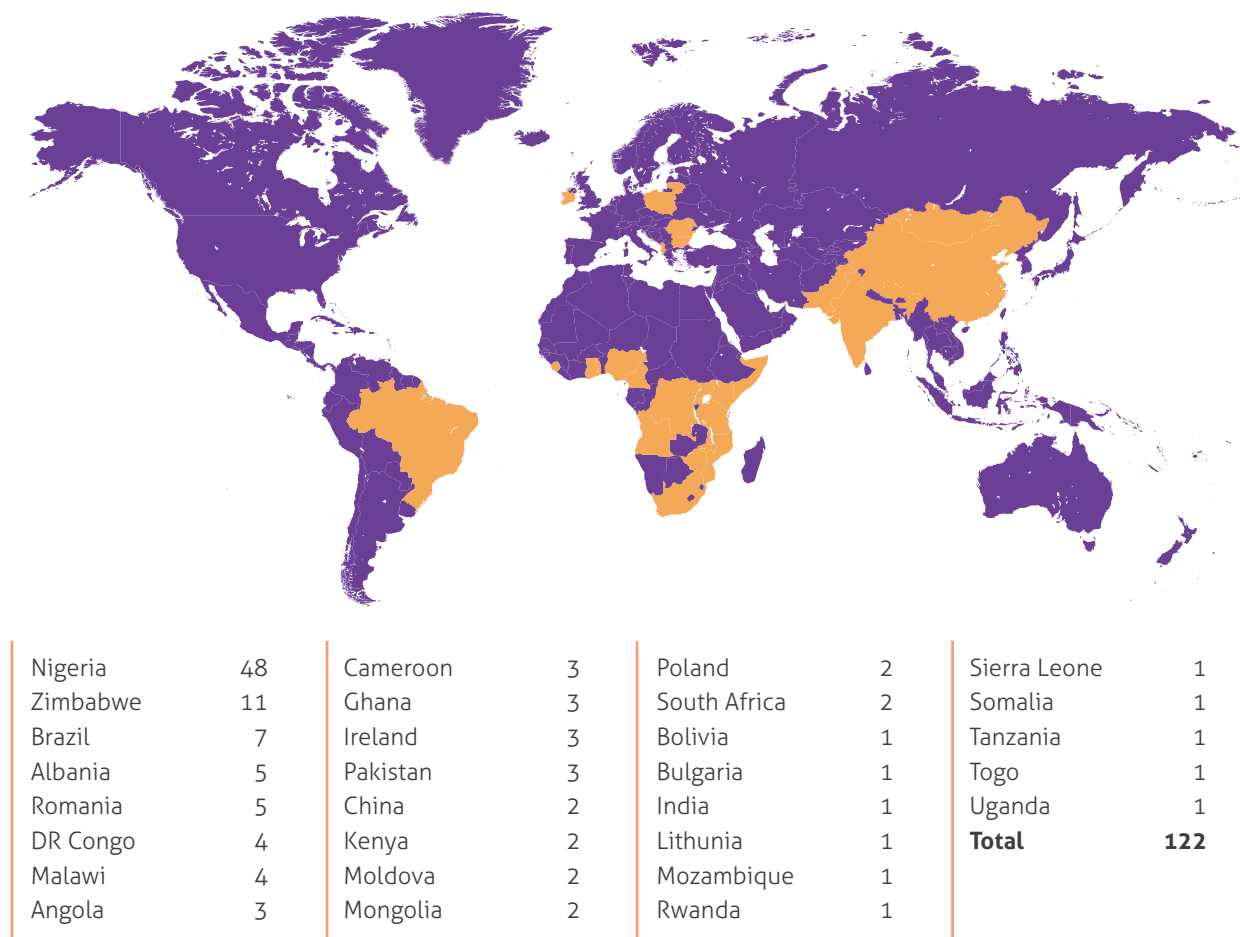 Nigeria 48
Zimbabwe 11
Brazil 7
Albania 5
Romania 5
DR Congo 4
Malawi 4
Angola 3
Cameroon 3
Ghana 3
Ireland 3
Pakistan 3
China 2
Kenya 2
Moldova 2
Mongolia 2
Poland 2
South Africa 2
Bolivia 1
Bulgaria 1
India 1
Lithunia 1
Mozambique 1
Rwanda 1
Sierra Leone 1
Somalia 1
Tanzania 1
Togo 1
Uganda 1
Total 122